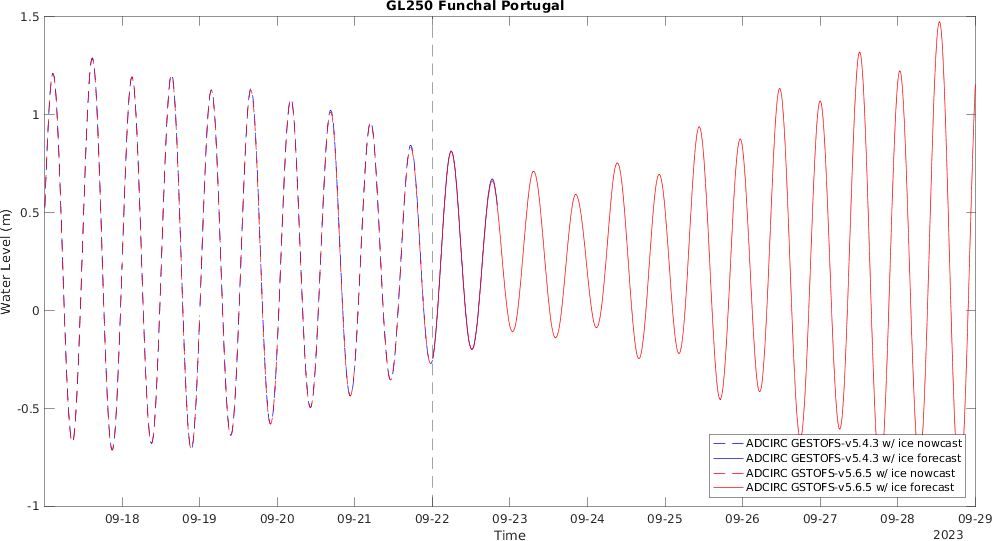 GL250 Funchal Portugal
1.5
1
0.5
0
-0.5
-1
Water Level (m)
09-18
09-19
09-20
09-21
09-22
09-23
09-24
09-25
09-26
09-27
09-28
09-29
Time
2023
ADCIRC GESTOFS-v5.4.3 w/ ice nowcast
ADCIRC GESTOFS-v5.4.3 w/ ice forecast
ADCIRC GSTOFS-v5.6.5 w/ ice nowcast
ADCIRC GSTOFS-v5.6.5 w/ ice forecast